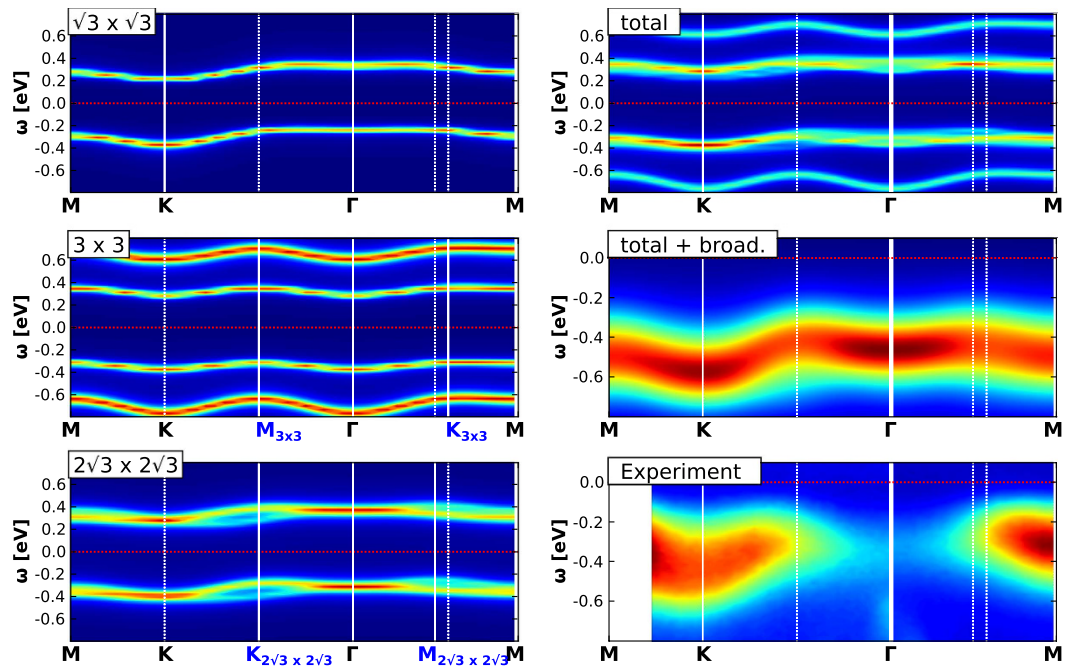 √3 x √3
0.6
0.4
0.2
0.0
-0.2
-0.4
-0.6
ω [eV]
M K Γ M
total
0.6
0.4
0.2
0.0
-0.2
-0.4
-0.6
ω [eV]
M K Γ M
3 x 3
0.6
0.4
0.2
0.0
-0.2
-0.4
-0.6
ω [eV]
M K M3x3 Γ K3x3 M
total + broad.
0.0
-0.2
-0.4
-0.6
ω [eV]
M K Γ M
2√3 x 2√3
0.6
0.4
0.2
0.0
-0.2
-0.4
-0.6
ω [eV]
M K K2√3 x 2√3 Γ M2√3 x 2√3 M
Experiment
0.0
-0.2
-0.4
-0.6
ω [eV]
M K Γ M